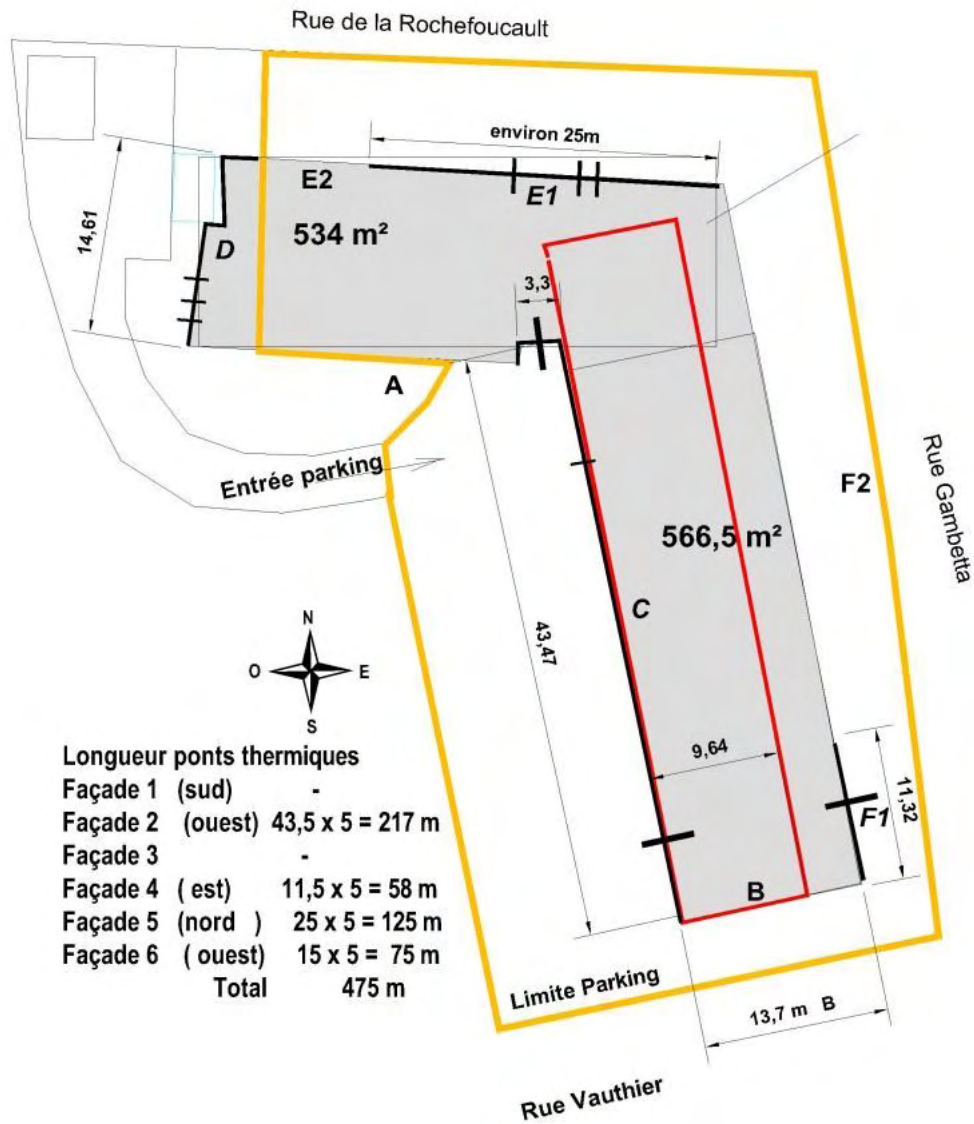 Rue de la Rochefoucault
environ 25m
E2
E1
534 m²
14,61
D
3,3
A
Entrée parking
F2
Rue Gambetta
566,5 m²
C
43,47
N
O
E
S
9,64
11,32
F1
B
Longueur ponts thermiques
Façade 1 (sud) -
Façade 2 (ouest) 43,5 x 5 = 217 m
Façade 3 -
Façade 4 ( est) 11,5 x 5 = 58 m
Façade 5 (nord ) 25 x 5 = 125 m
Façade 6 ( ouest) 15 x 5 = 75 m
Total 475 m
Limite Parking
13,7 m B
Rue Vauthier